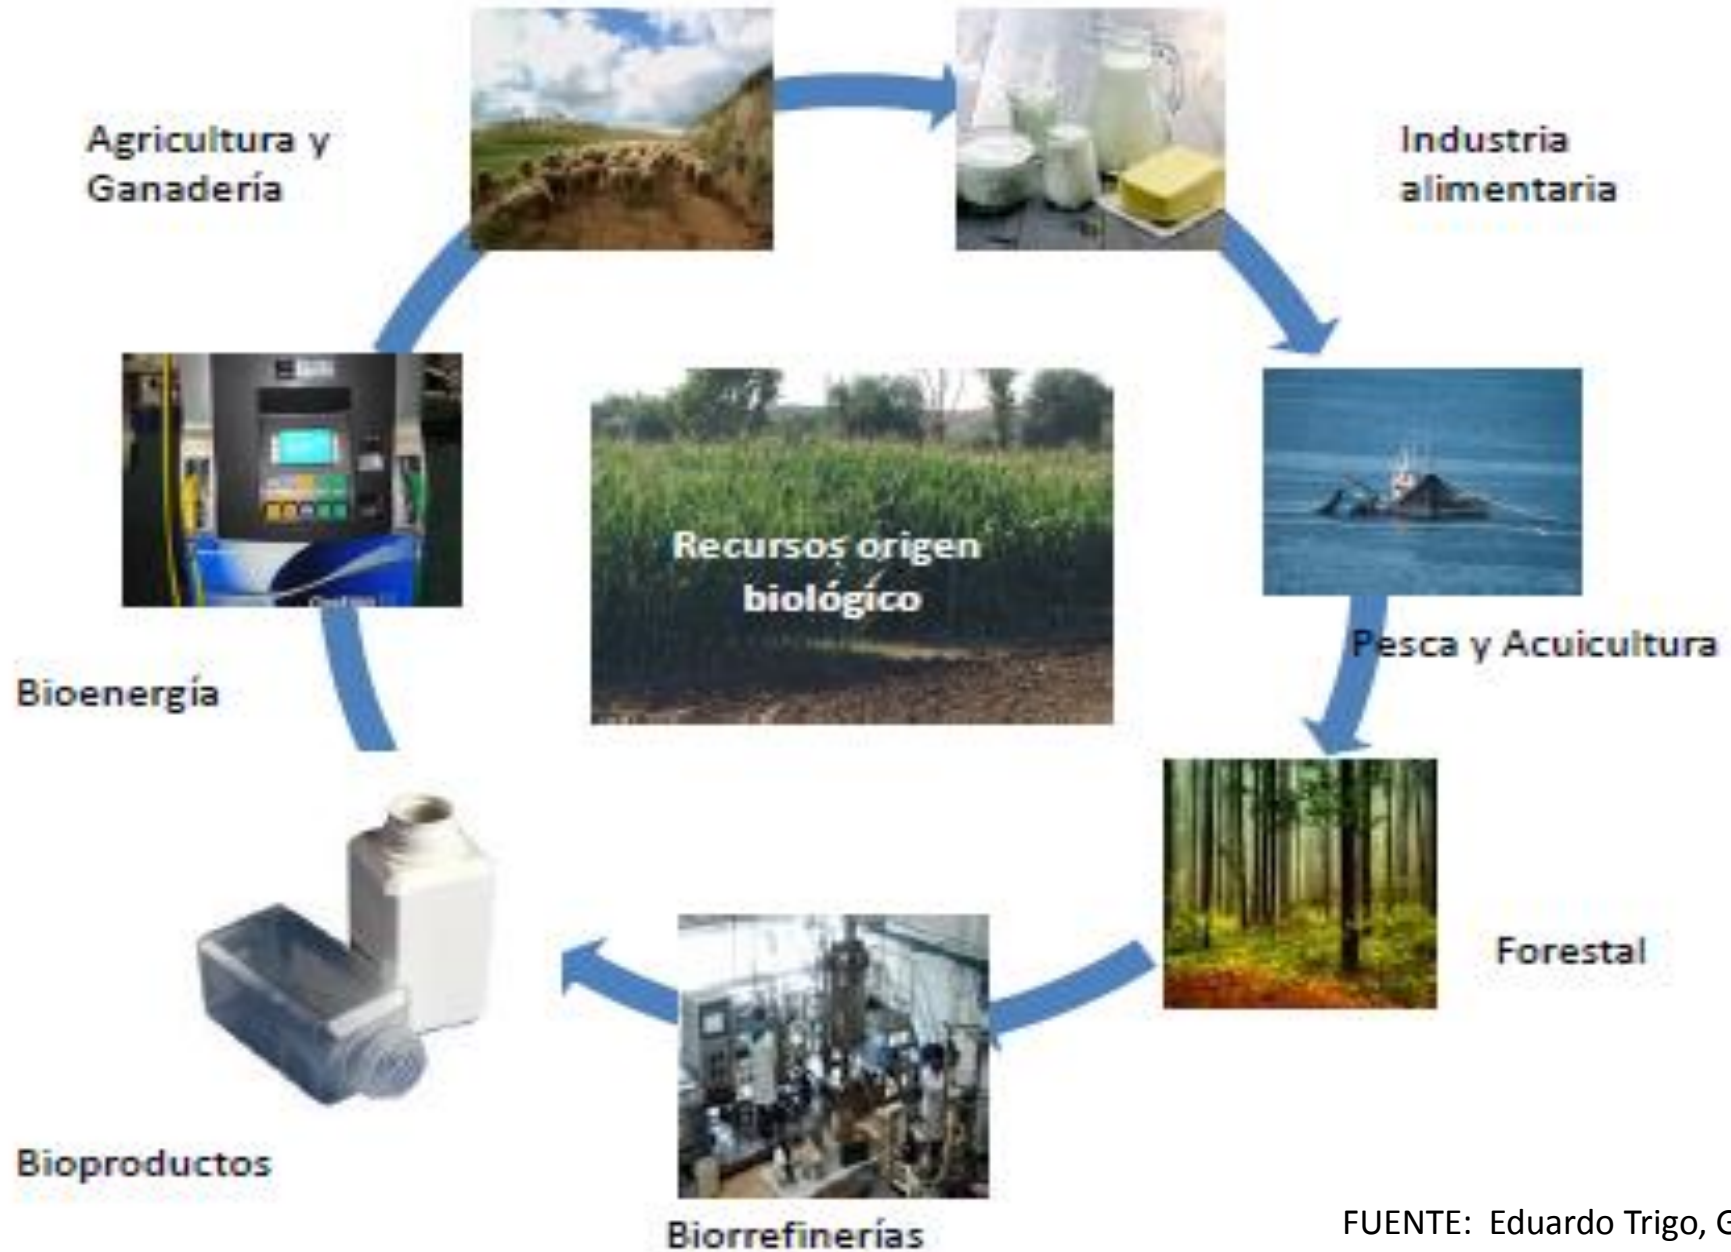 Agricultura y
Ganadería
Industria
alimentaria
Recursos origen
biológico
Pesca y Acuicultura
Bioenergía
Forestal
Bioproductos
Biorrefinerías
FUENTE: Eduardo Trigo, G